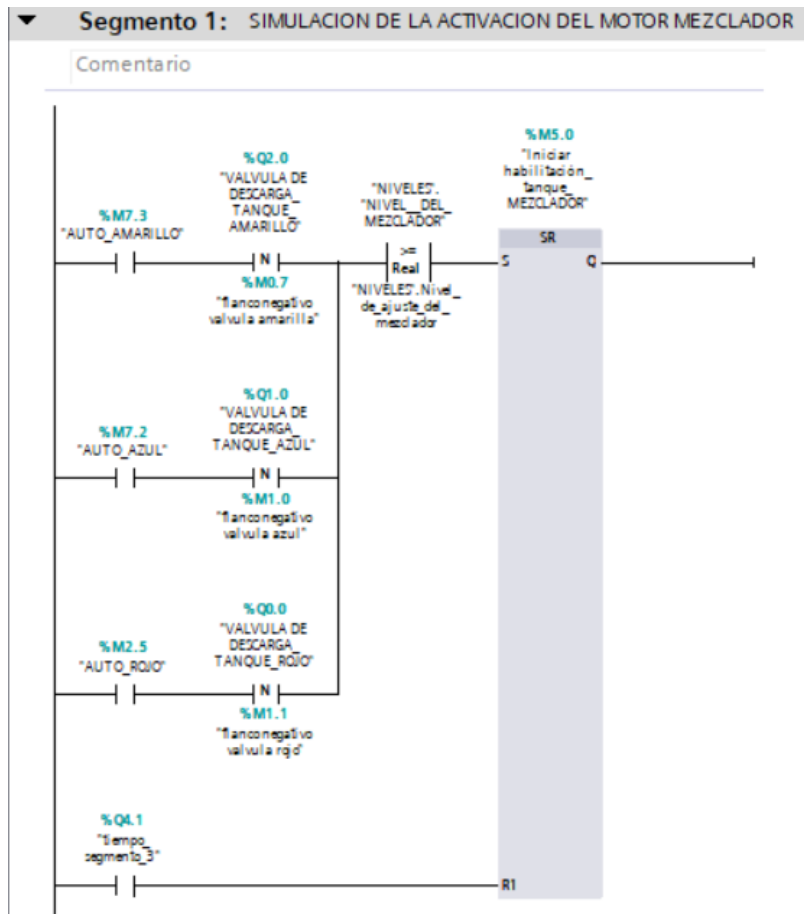 Segmento 1: SIMULACION DE LA ACTIVACION DEL MOTOR MEZCLADOR
Comentario
%M7.3
"AUTO_AMARILLO"
%Q2.0
"VALVULA DE
DESCARGA_
TANQUE_
AMARILLO"
N
%M0.7
"flanconegativo
valvula amarilla"
"NIVELES".
"NIVEL__DEL_
MEZCLADOR"
>=
Real
"NIVELES".Nivel_
de_ajuste_del_
mezclador
%M5.0
"Iniciar
habilitación_
tanque_
MEZCLADOR"
SR
S
Q
%M7.2
"AUTO_AZUL"
%Q1.0
"VALVULA DE
DESCARGA_
TANQUE_AZUL"
N
%M1.0
"flanconegativo
valvula azul"
%M2.5
"AUTO_ROJO"
%Q0.0
"VALVULA DE
DESCARGA_
TANQUE_ROJO"
N
%M1.1
"flanconegativo
valvula rojo"
%Q4.1
"tiempo_
segmento_3"
R1